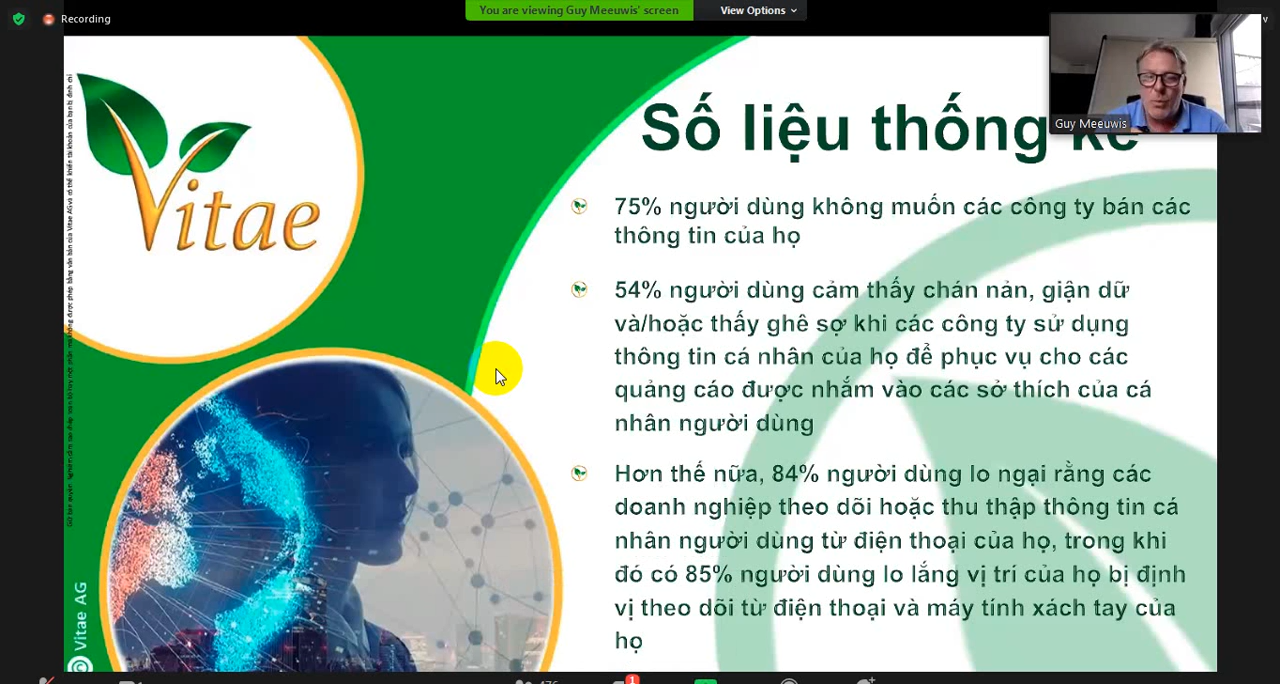 Recording
You are viewing Guy Meeuwis' screen
View Options
Guy Meeuwis
Vitae
© Vitae AG
Số liệu thống kê
75% người dùng không muốn các công ty bán các
thông tin của họ
54% người dùng cảm thấy chán nản, giận dữ
và/hoặc thấy ghê sợ khi các công ty sử dụng
thông tin cá nhân của họ để phục vụ cho các
quảng cáo được nhắm vào các sở thích của cá
nhân người dùng
Hơn thế nữa, 84% người dùng lo ngại rằng các
doanh nghiệp theo dõi hoặc thu thập thông tin cá
nhân người dùng từ điện thoại của họ, trong khi
đó có 85% người dùng lo lắng vị trí của họ bị định
vị theo dõi từ điện thoại và máy tính xách tay của
họ
1